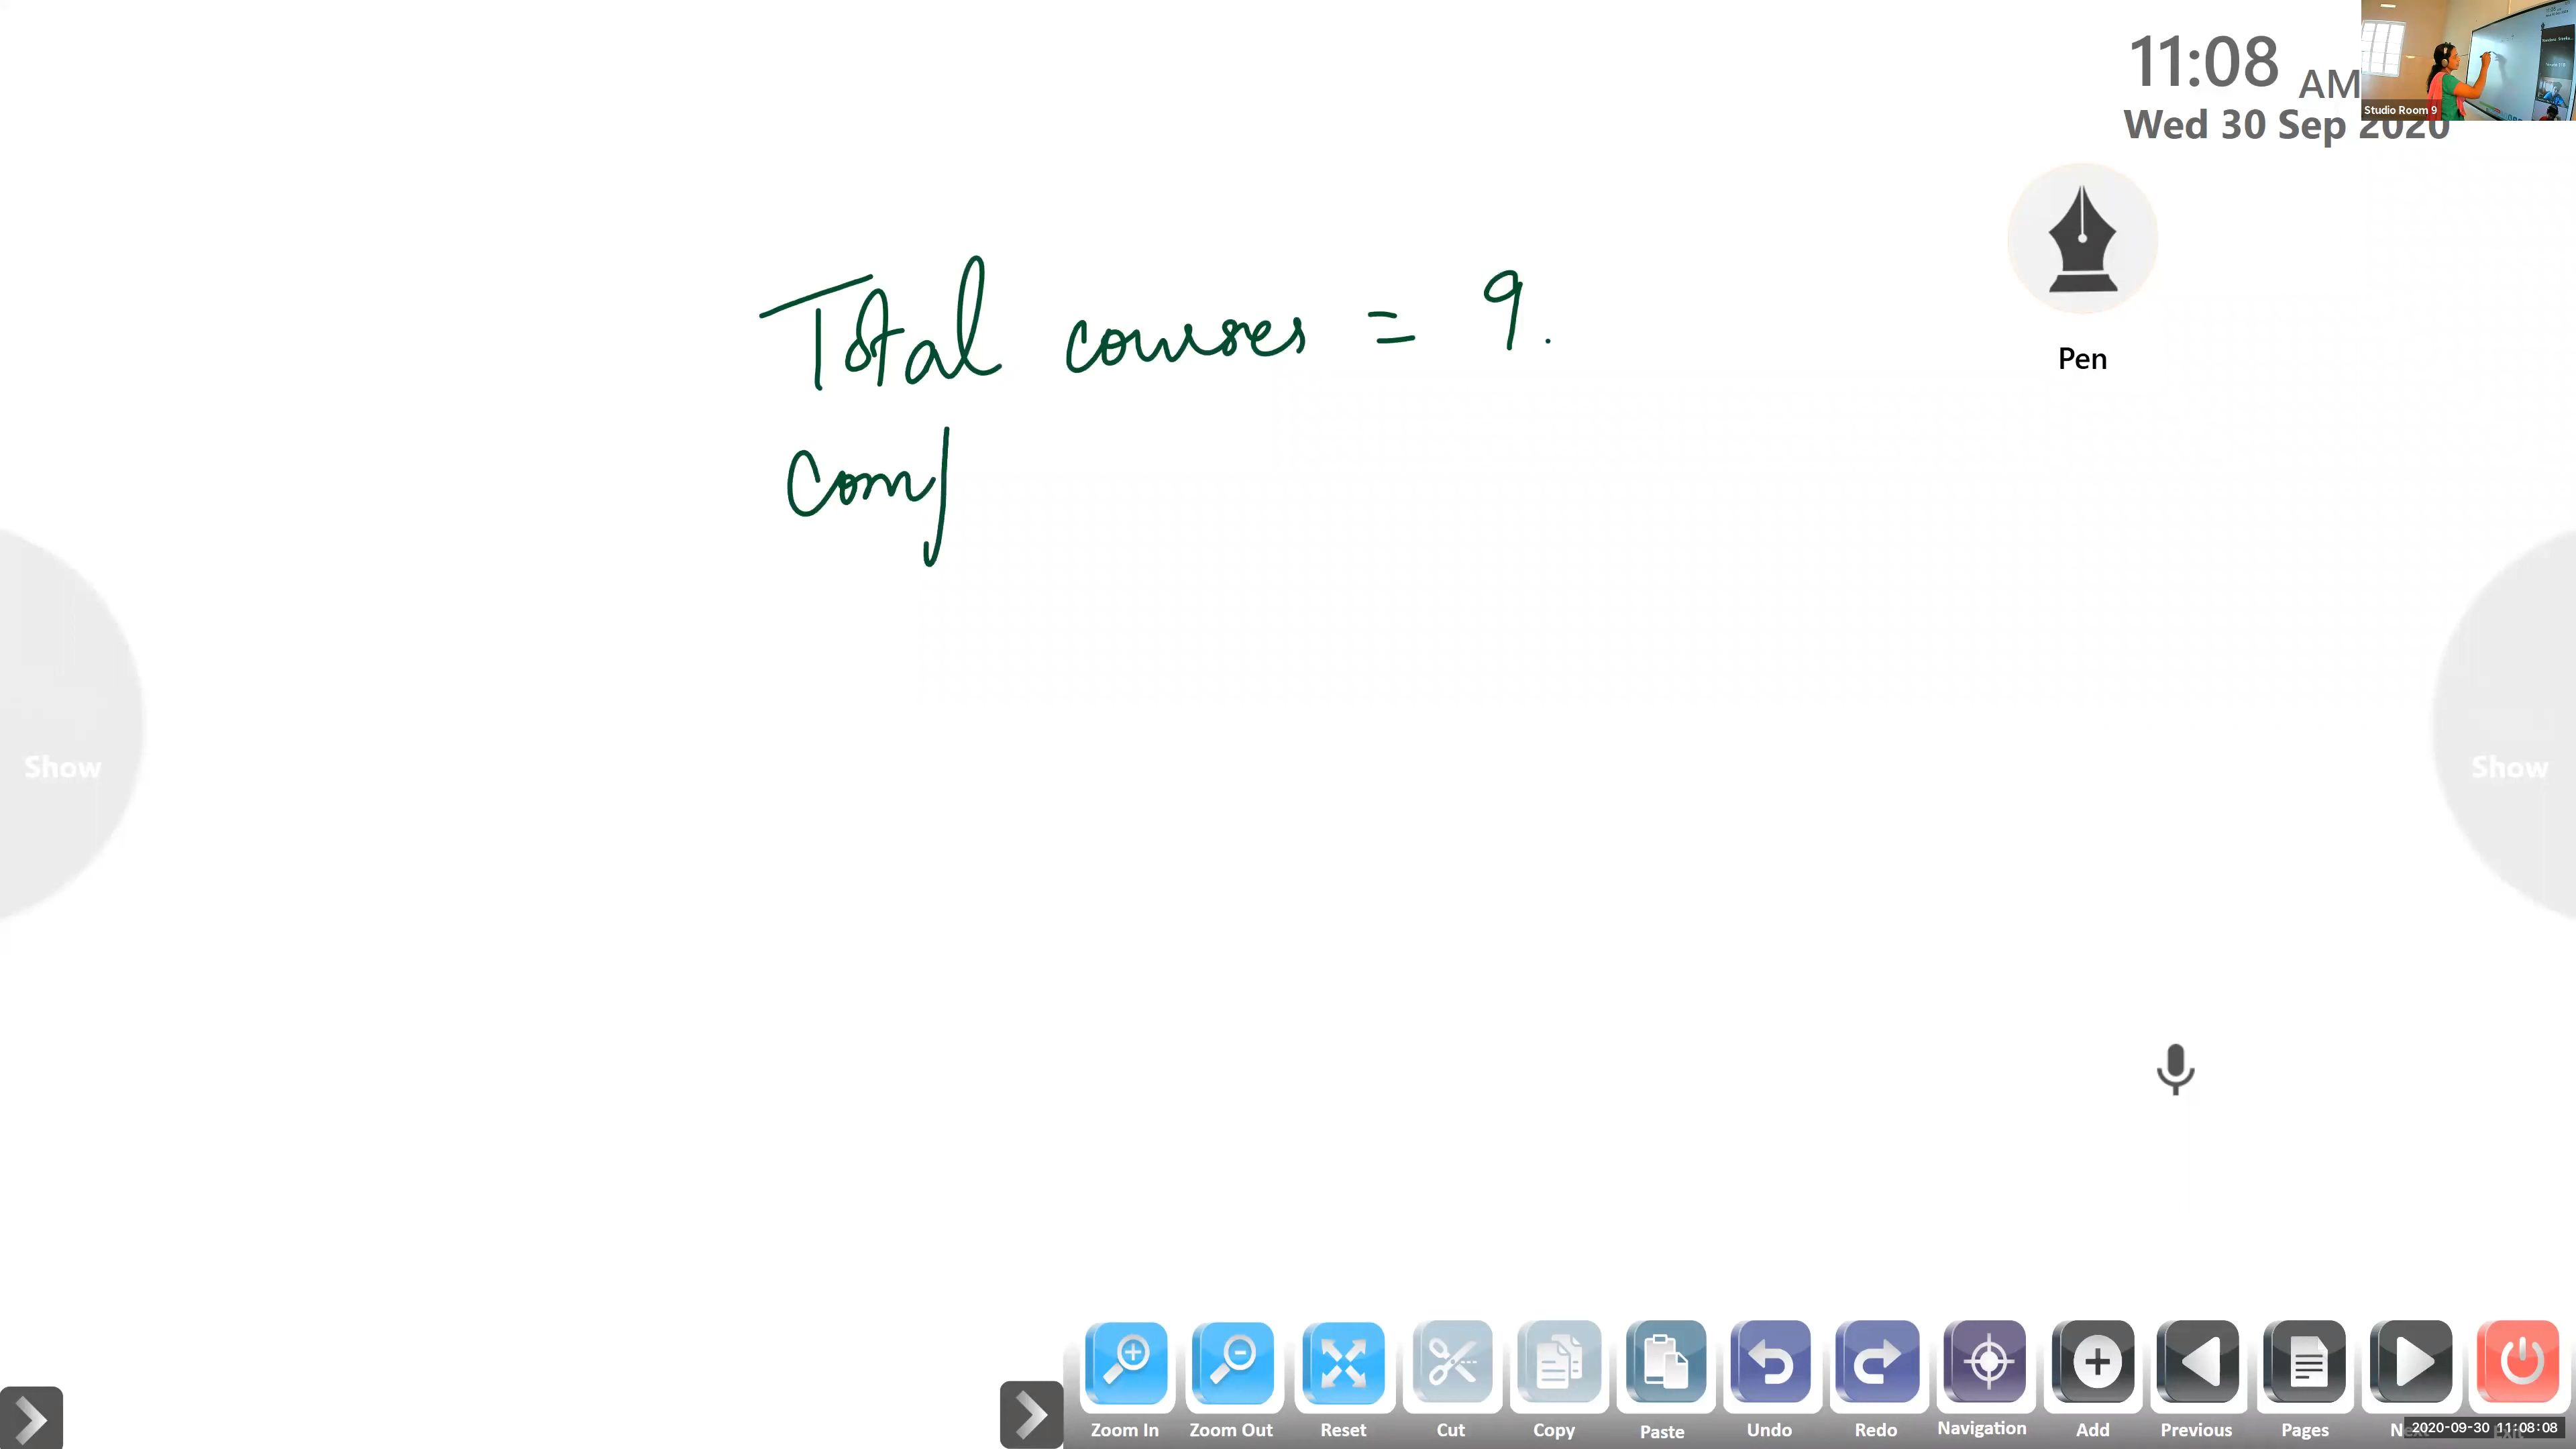 11:08 AM
Studio Room 9
Wed 30 Sep 2020
Pen
Total courses = 9.
Comp
Show
Show
Zoom In Zoom Out Reset Cut Copy Paste Undo Redo Navigation Add Previous Pages
2020-09-30 11:08:08